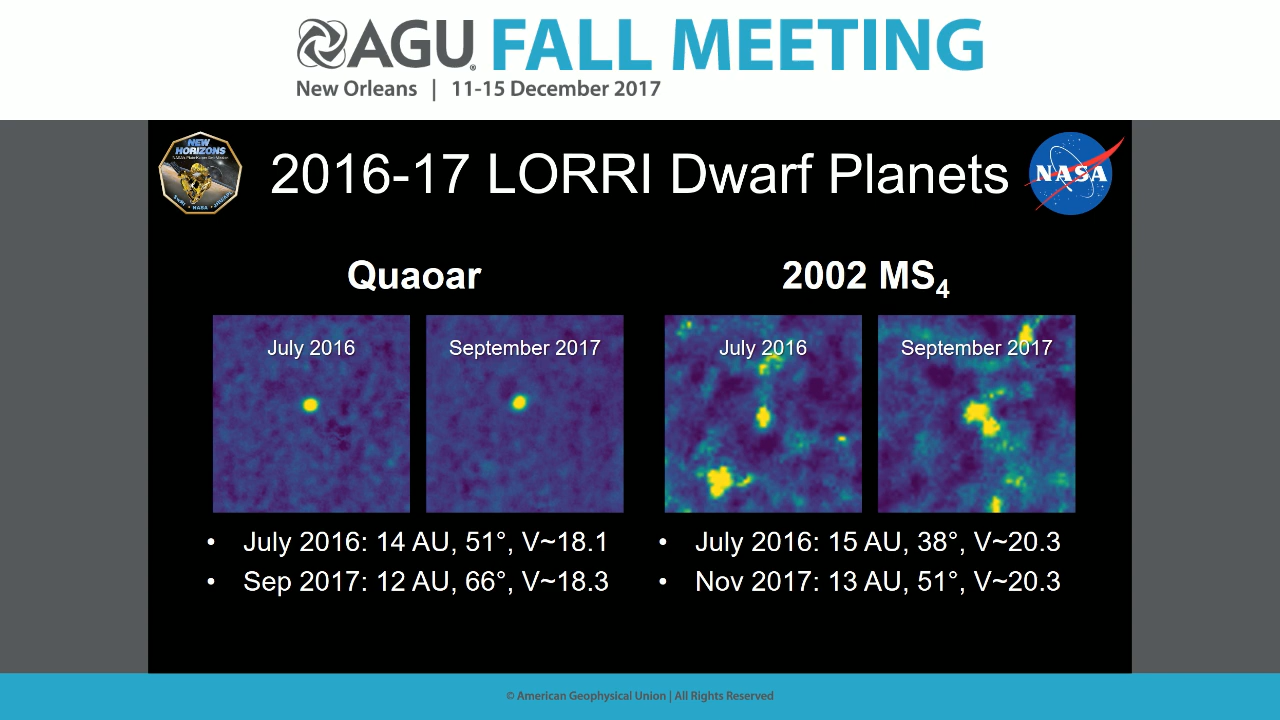 AGU FALL MEETING
New Orleans | 11-15 December 2017
NEW HORIZONS
2016-17 LORRI Dwarf Planets
NASA
Quaoar
2002 MS4
July 2016
September 2017
July 2016
September 2017
• July 2016: 14 AU, 51°, V~18.1
• Sep 2017: 12 AU, 66°, V~18.3
• July 2016: 15 AU, 38°, V~20.3
• Nov 2017: 13 AU, 51°, V~20.3
© American Geophysical Union | All Rights Reserved